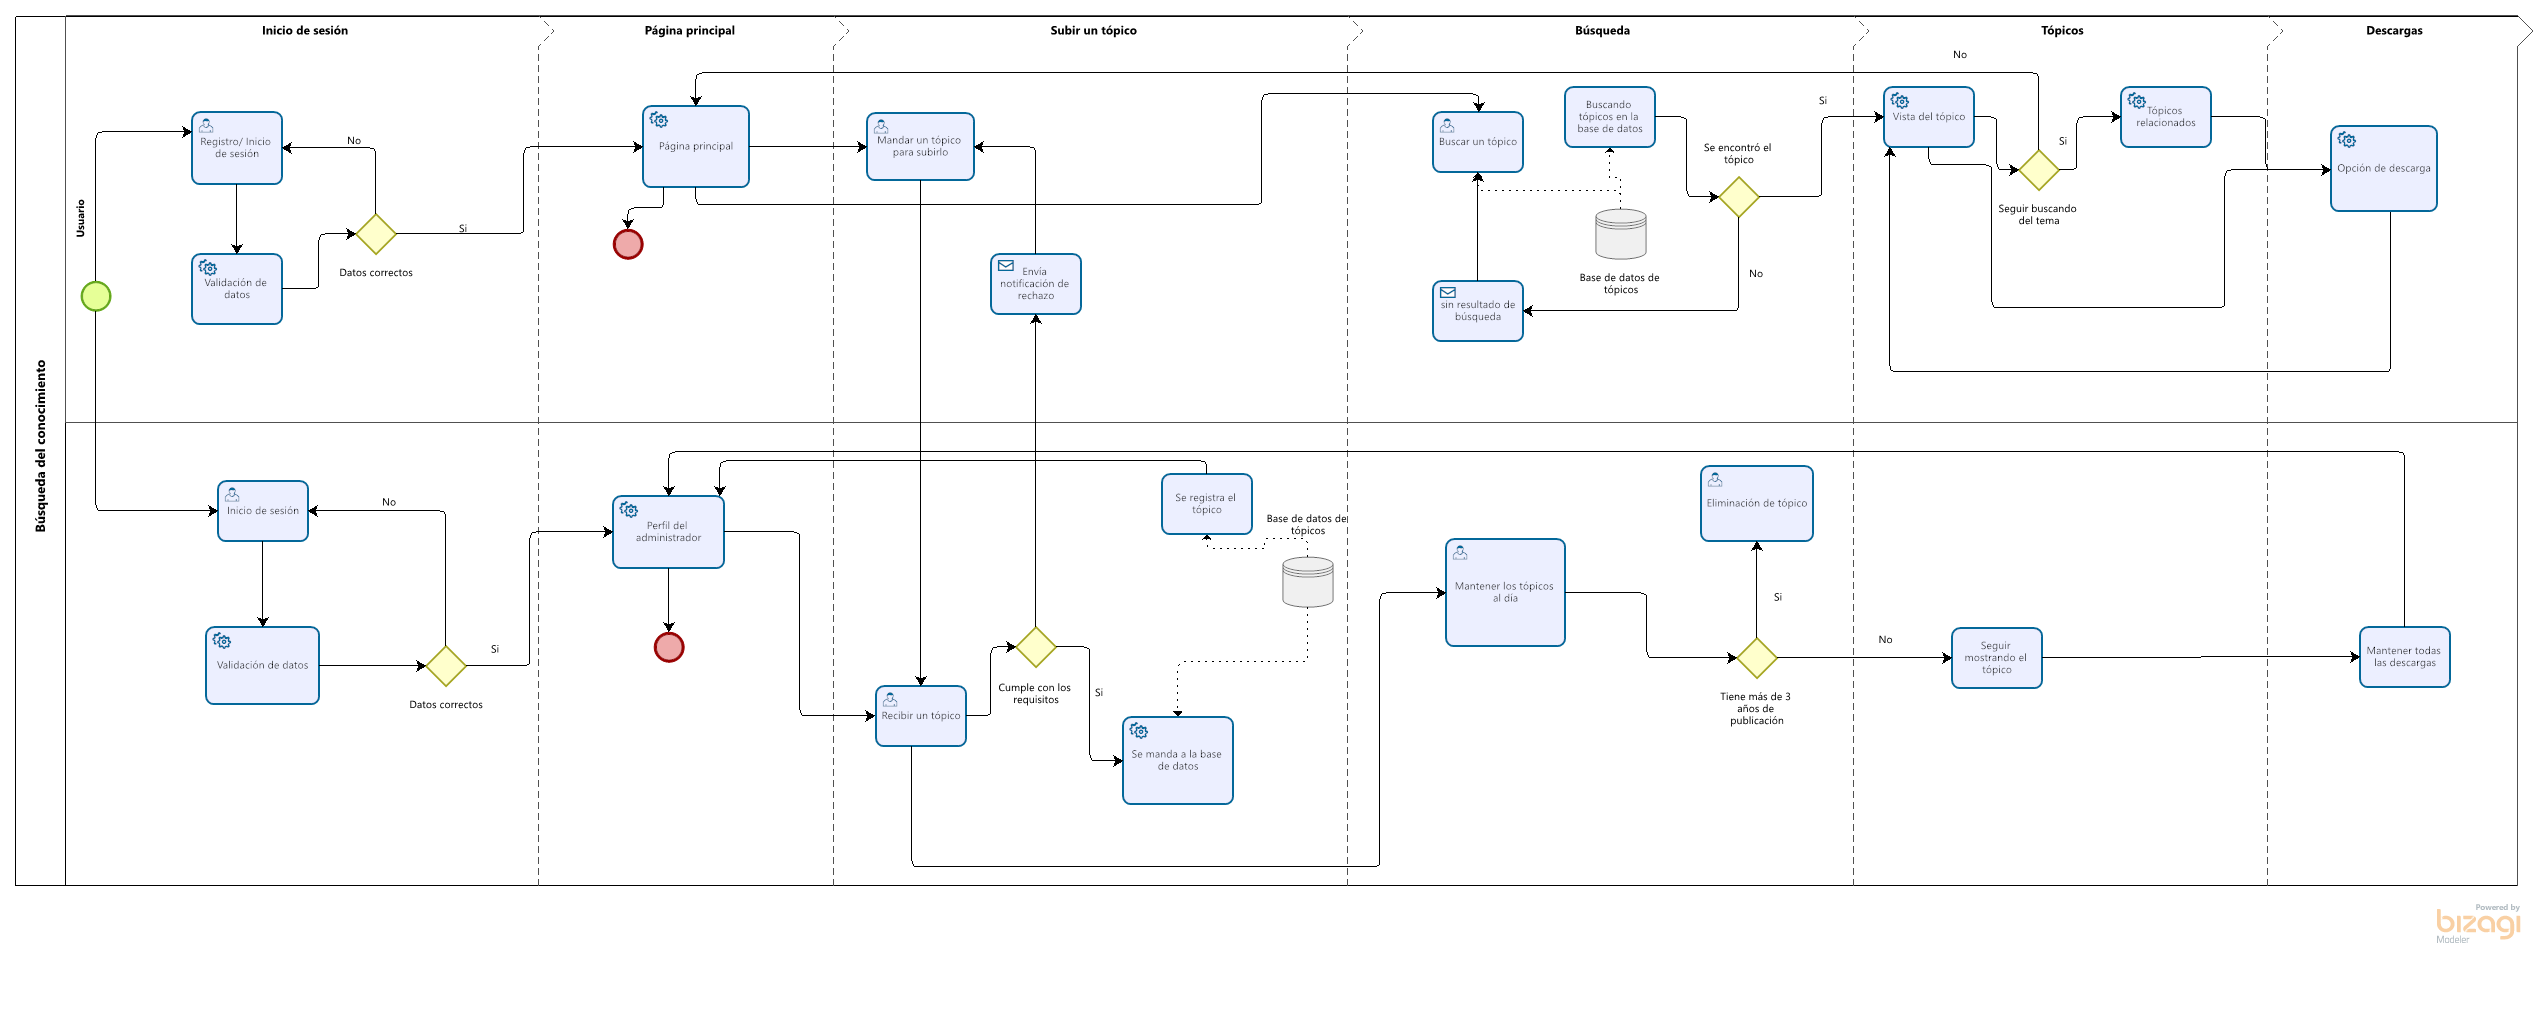 Inicio de sesión
Página principal
Subir un tópico
Búsqueda
Tópicos
Descargas
Búsqueda del conocimiento
Usuario
Registro/ Inicio
de sesión
No
Si
Datos correctos
Validación de
datos
Página principal
Mandar un tópico
para subirlo
Envía
notificación de
rechazo
Buscar un tópico
Buscando
tópicos en la
base de datos
Se encontró el
tópico
Si
No
Base de datos de
tópicos
sin resultado de
búsqueda
Vista del tópico
No
Si
Seguir buscando
del tema
Tópicos
relacionados
Opción de descarga
Inicio de sesión
No
Validación de datos
Si
Datos correctos
Perfil del
administrador
Se registra el
tópico
Base de datos de
tópicos
Recibir un tópico
Cumple con los
requisitos
Si
Se manda a la base
de datos
Mantener los tópicos
al día
Eliminación de tópico
Si
No
Tiene más de 3
años de
publicación
Seguir
mostrando el
tópico
Mantener todas
las descargas
Powered by
bizagi
Modeler